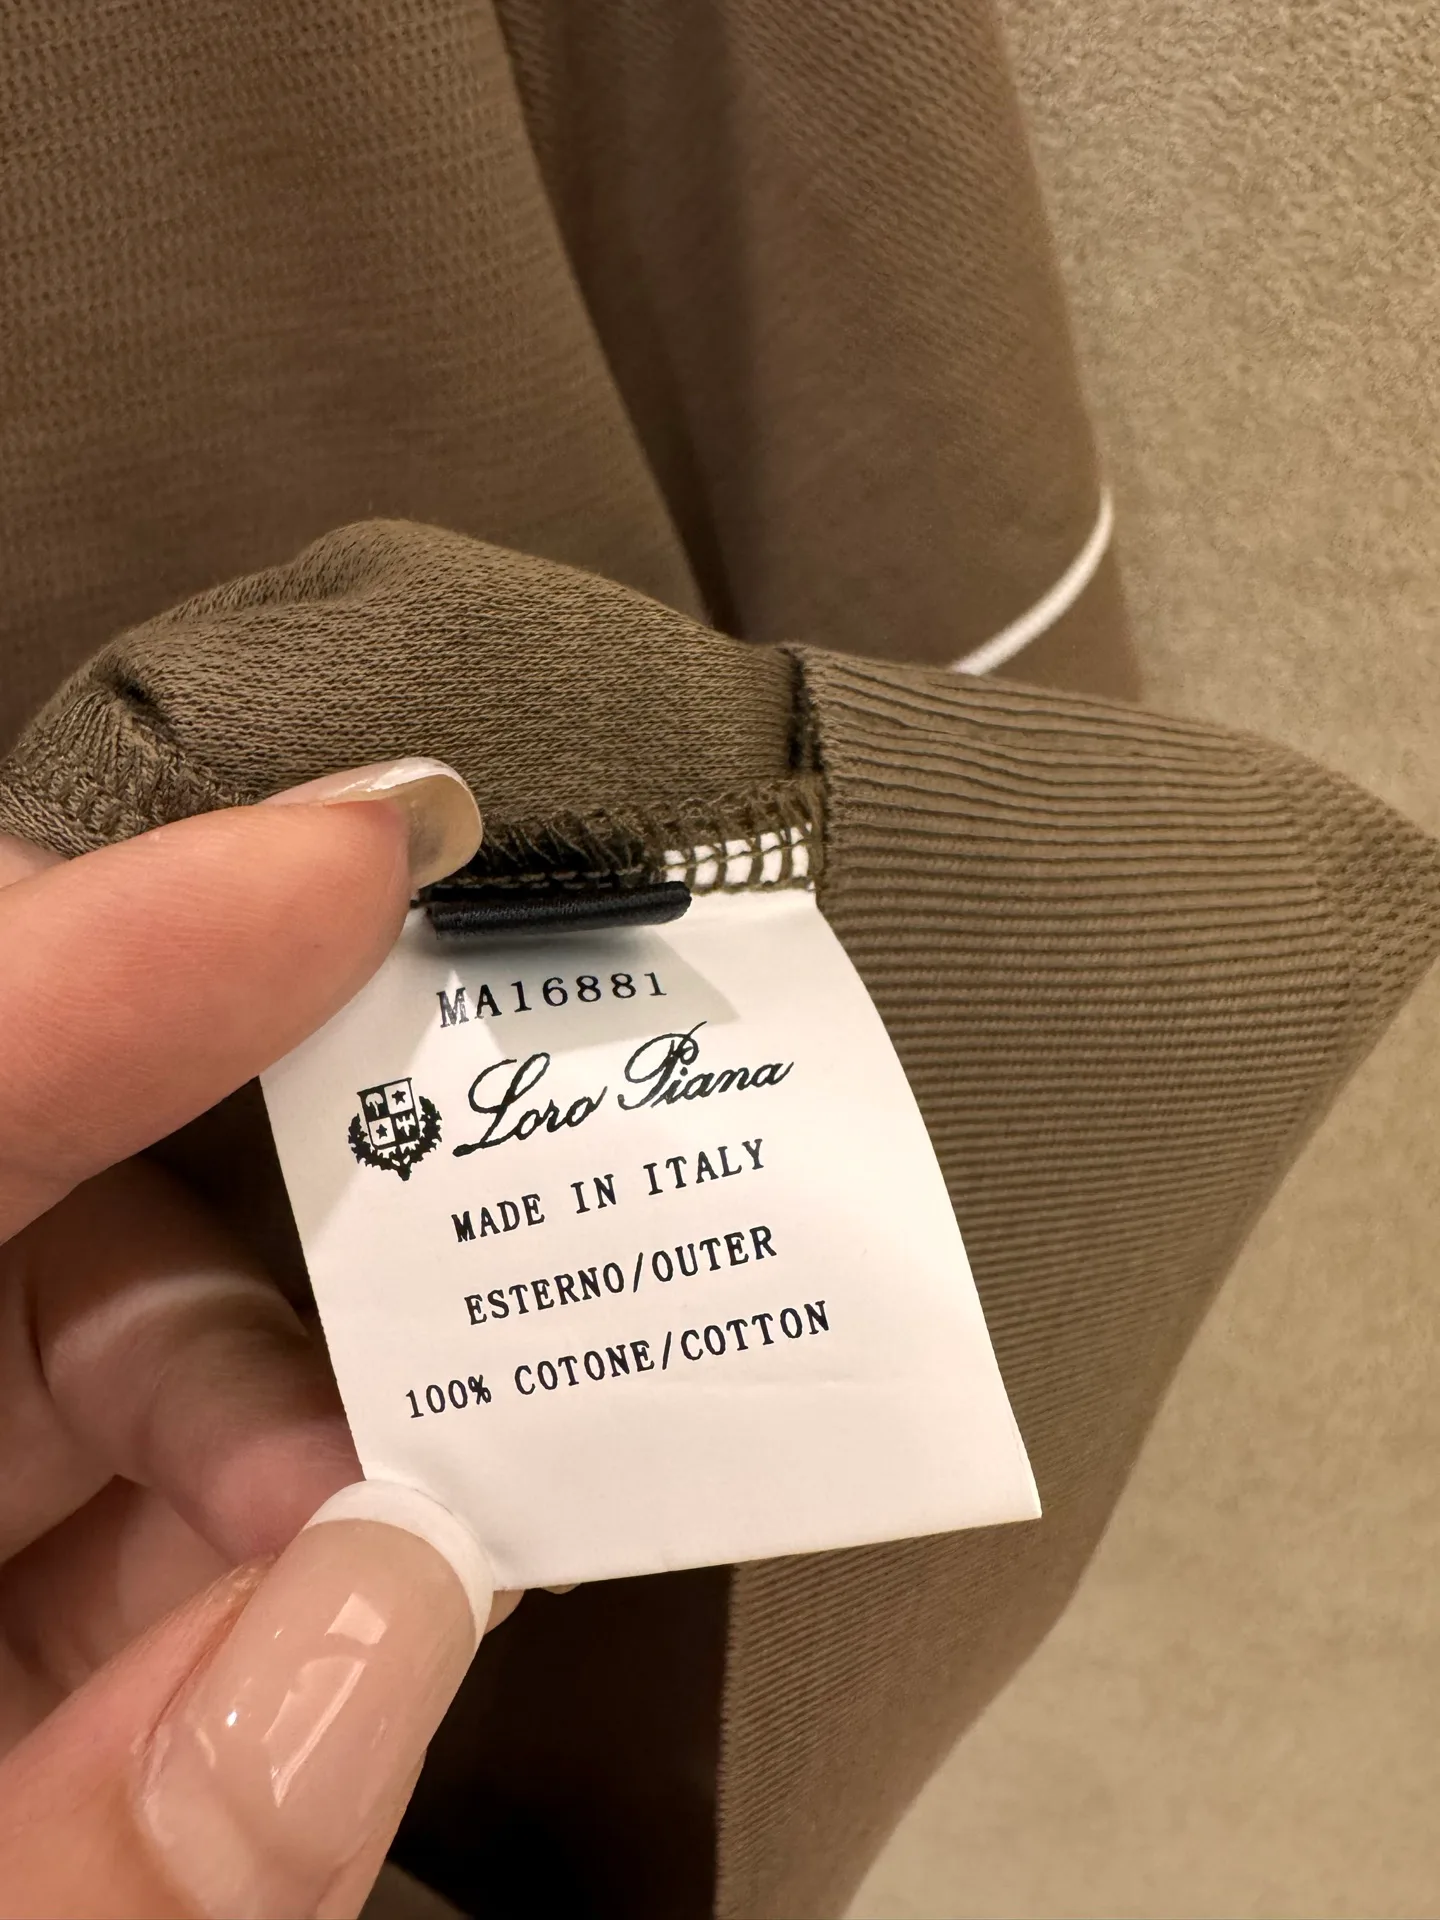 MA16881
Loro Piana
MADE IN ITALY
ESTERNO/OUTER
100% COTONE/COTTON